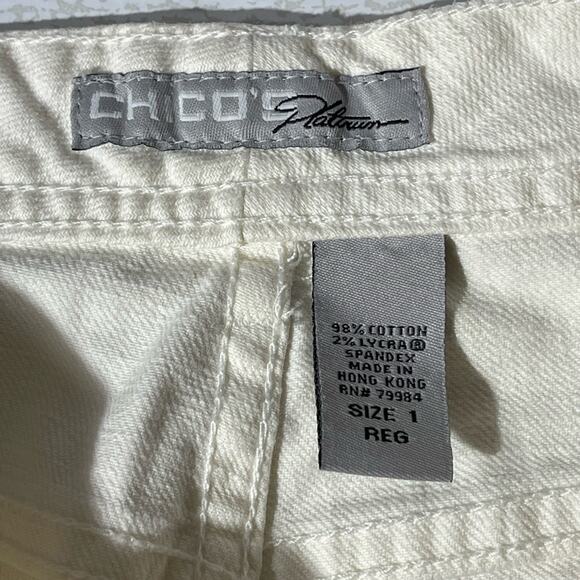 CHICO'S Platinum
98% COTTON
2% LYCRA®
SPANDEX
MADE IN
HONG KONG
RN# 79984
SIZE 1
REG